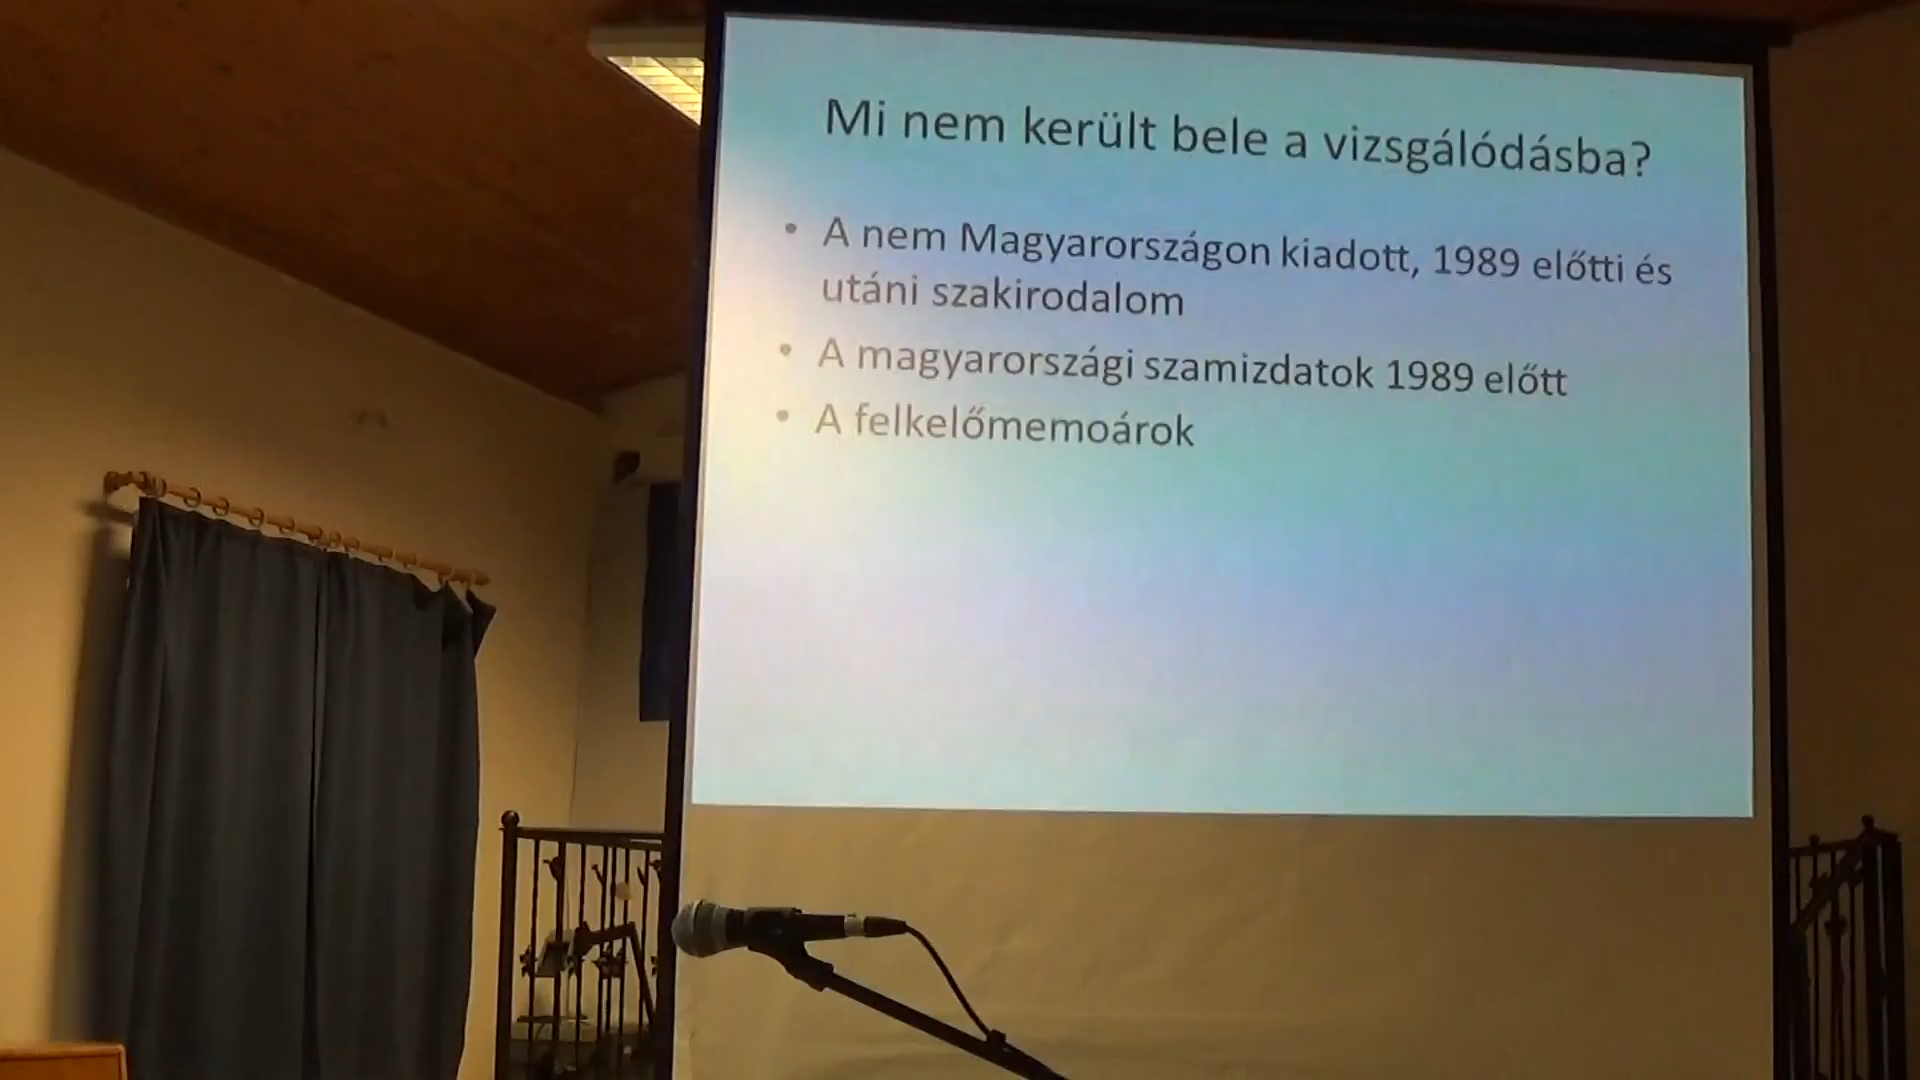 Mi nem került bele a vizsgálódásba?
• A nem Magyarországon kiadott, 1989 előtti és
utáni szakirodalom
• A magyarországi szamizdatok 1989 előtt
• A felkelőmemoárok